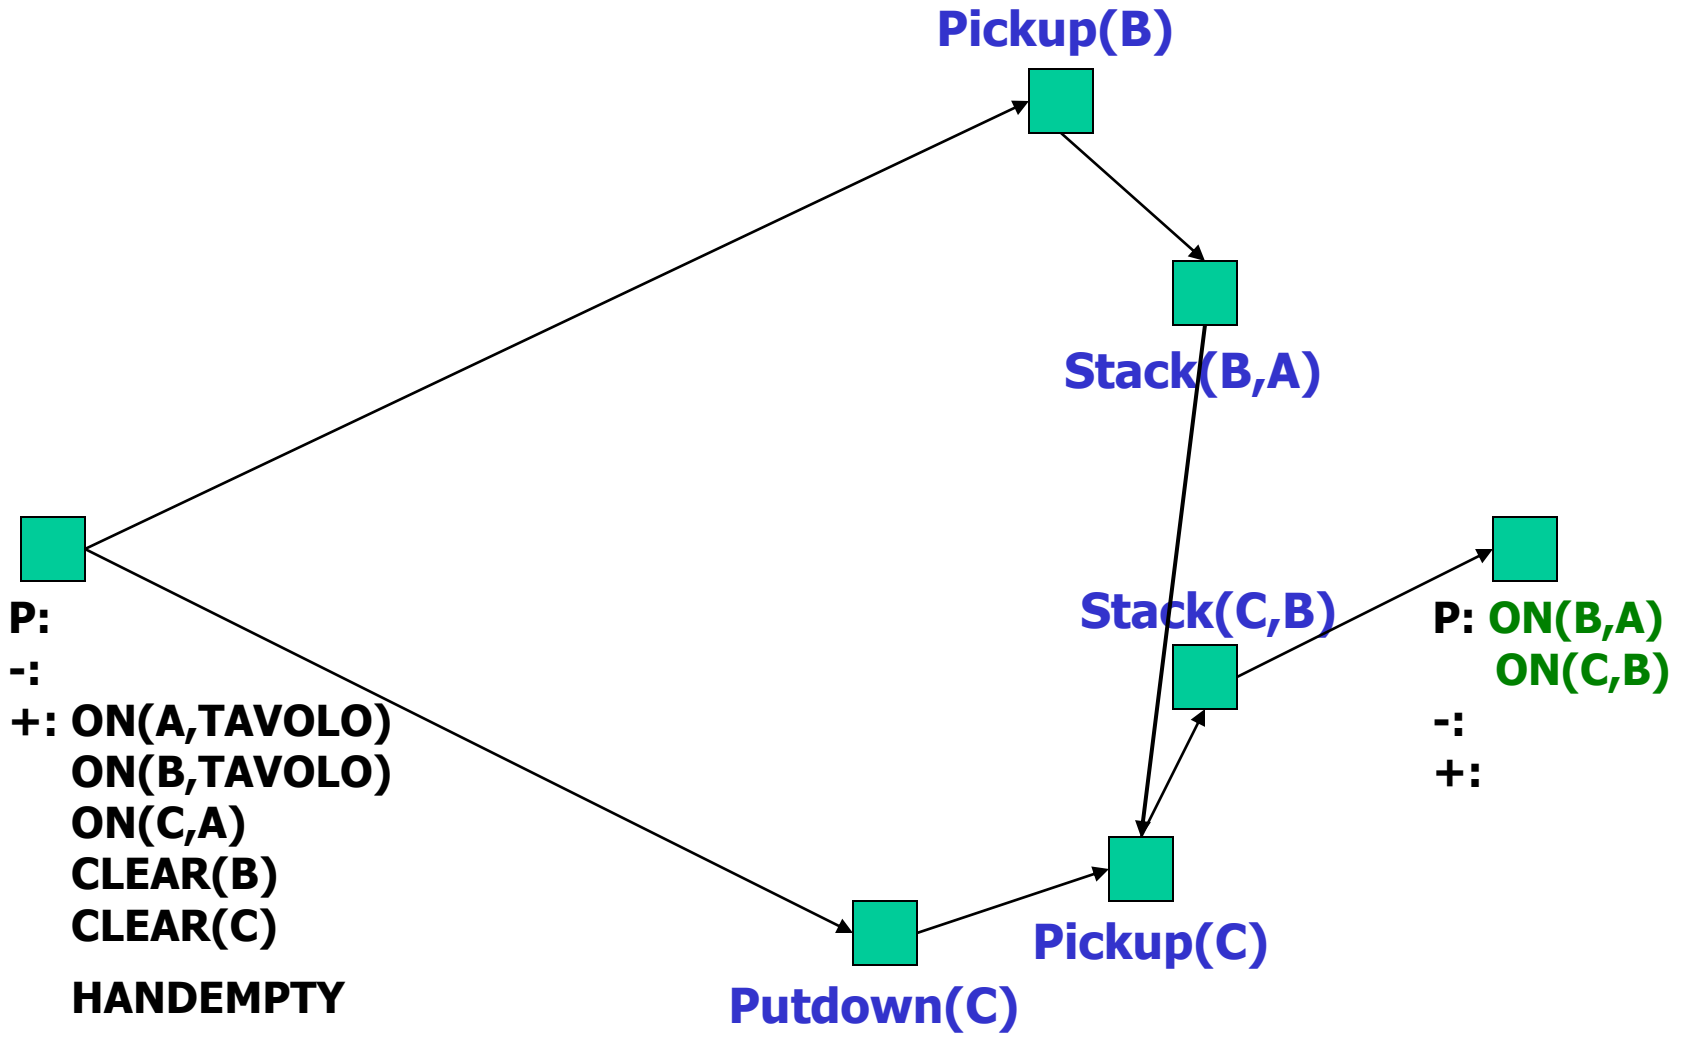 Pickup(B)
Stack(B,A)
Stack(C,B)
P:
-:
+: ON(A,TAVOLO)
ON(B,TAVOLO)
ON(C,A)
CLEAR(B)
CLEAR(C)
HANDEMPTY
P: ON(B,A)
ON(C,B)
-:
+:
Pickup(C)
Putdown(C)